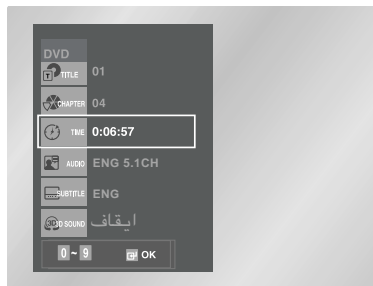 DVD
TITLE 01
CHAPTER 04
TIME 0:06:57
AUDIO ENG 5.1CH
SUBTITLE ENG
3D SOUND ايقاف
0 ~ 9 OK